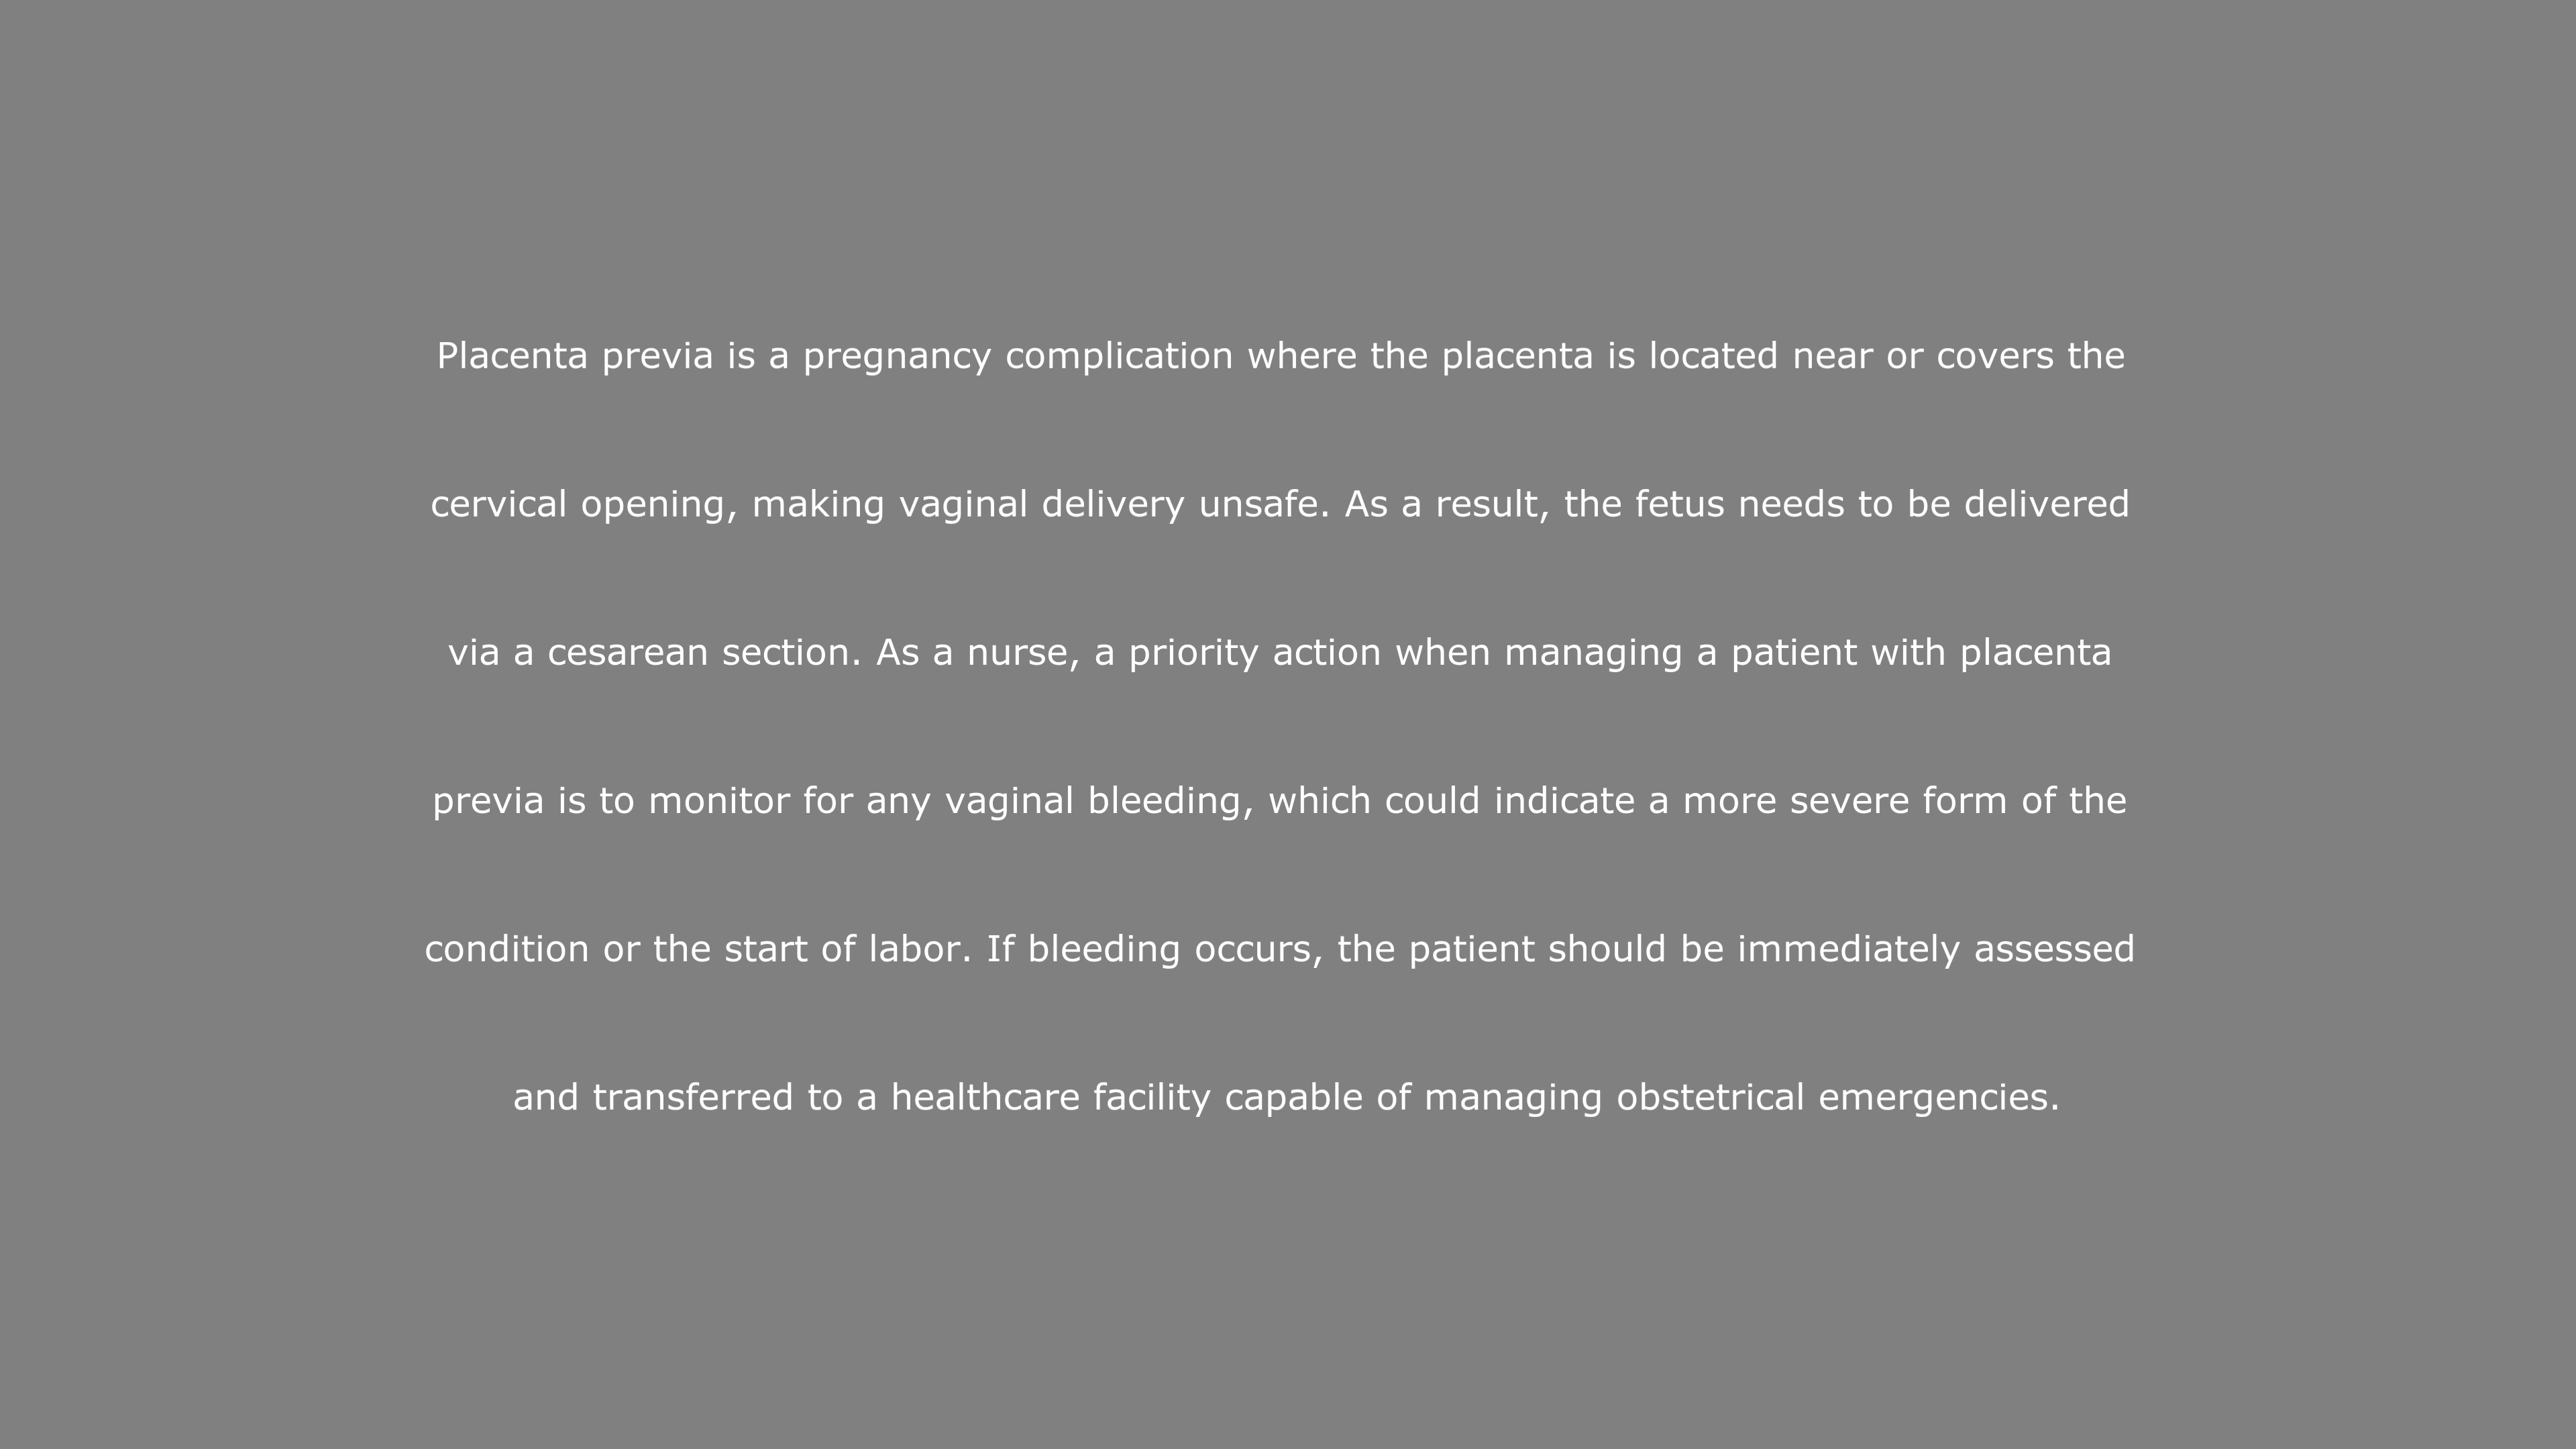 Placenta previa is a pregnancy complication where the placenta is located near or covers the
cervical opening, making vaginal delivery unsafe. As a result, the fetus needs to be delivered
via a cesarean section. As a nurse, a priority action when managing a patient with placenta
previa is to monitor for any vaginal bleeding, which could indicate a more severe form of the
condition or the start of labor. If bleeding occurs, the patient should be immediately assessed
and transferred to a healthcare facility capable of managing obstetrical emergencies.